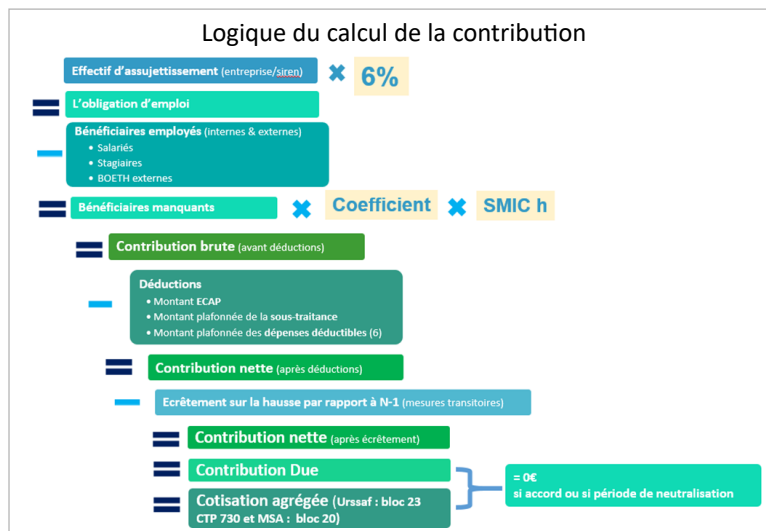 Logique du calcul de la contribution
Effectif d'assujettissement (entreprise/siren) × 6%
= L'obligation d'emploi
− Bénéficiaires employés (internes & externes)
• Salariés
• Stagiaires
• BOETH externes
= Bénéficiaires manquants × Coefficient × SMIC h
= Contribution brute (avant déductions)
− Déductions
• Montant ECAP
• Montant plafonnée de la sous-traitance
• Montant plafonnée des dépenses déductibles (6)
= Contribution nette (après déductions)
− Ecrêtement sur la hausse par rapport à N-1 (mesures transitoires)
= Contribution nette (après écrêtement)
= Contribution Due
= Cotisation agrégée (Urssaf : bloc 23
CTP 730 et MSA : bloc 20)
= 0€
si accord ou si période de neutralisation